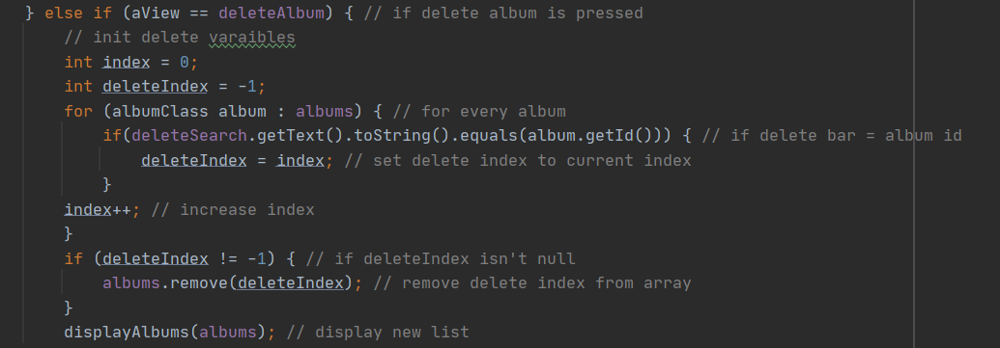 } else if (aView == deleteAlbum) { // if delete album is pressed
// init delete varaibles
int index = 0;
int deleteIndex = -1;
for (albumClass album : albums) { // for every album
if(deleteSearch.getText().toString().equals(album.getId())) { // if delete bar = album id
deleteIndex = index; // set delete index to current index
}
index++; // increase index
}
if (deleteIndex != -1) { // if deleteIndex isn't null
albums.remove(deleteIndex); // remove delete index from array
}
displayAlbums(albums); // display new list